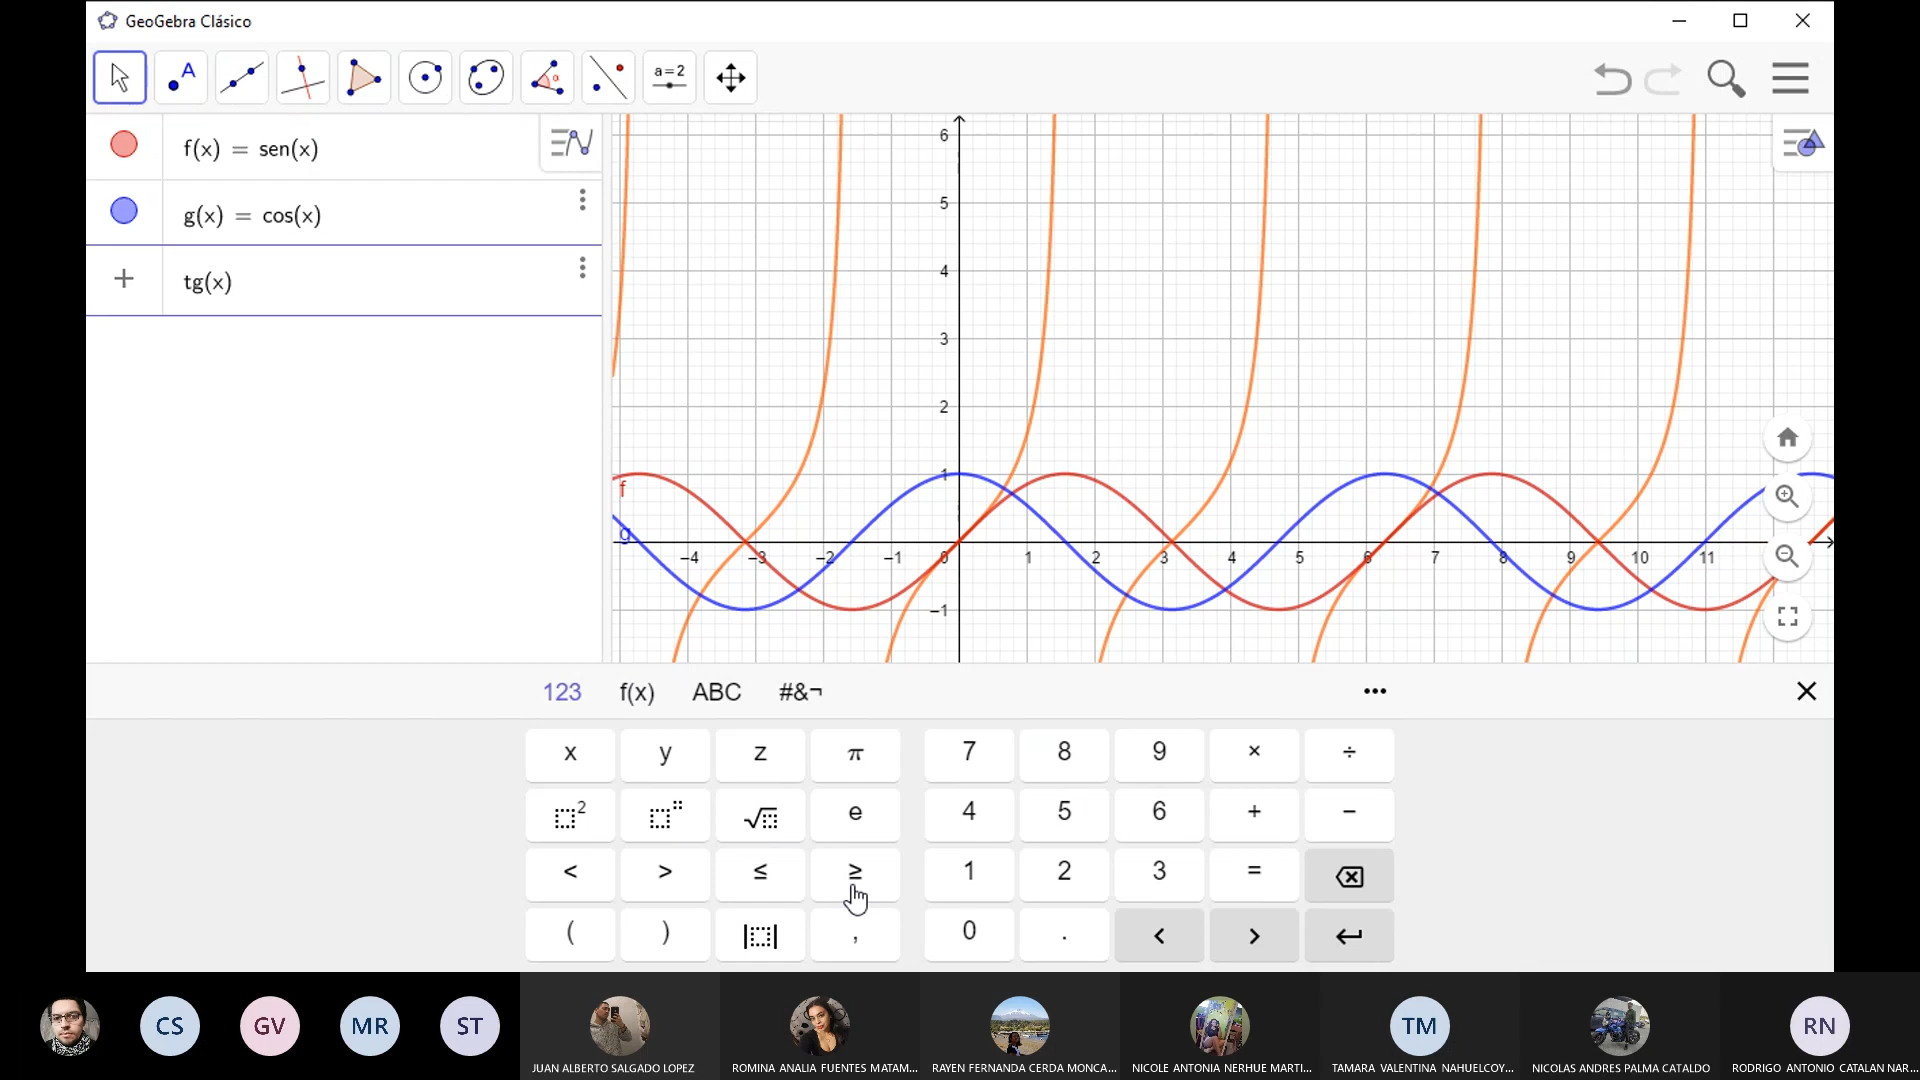 GeoGebra Clásico
A
α
a=2
f(x) = sen(x)
g(x) = cos(x)
+ tg(x)
6
5
4
3
2
1
−1
f
g
−4 −3 −2 −1 0 1 2 3 4 5 6 7 8 9 10 11
123 f(x) ABC #&¬
x y z π 7 8 9 × ÷
2 √ e 4 5 6 + −
< > ≤ ≥ 1 2 3 =
( ) | | , 0 . < >
CS GV MR ST TM RN
JUAN ALBERTO SALGADO LOPEZ
ROMINA ANALIA FUENTES MATAM...
RAYEN FERNANDA CERDA MONCA...
NICOLE ANTONIA NERHUE MARTI...
TAMARA VALENTINA NAHUELCOY...
NICOLAS ANDRES PALMA CATALDO
RODRIGO ANTONIO CATALAN NAR...